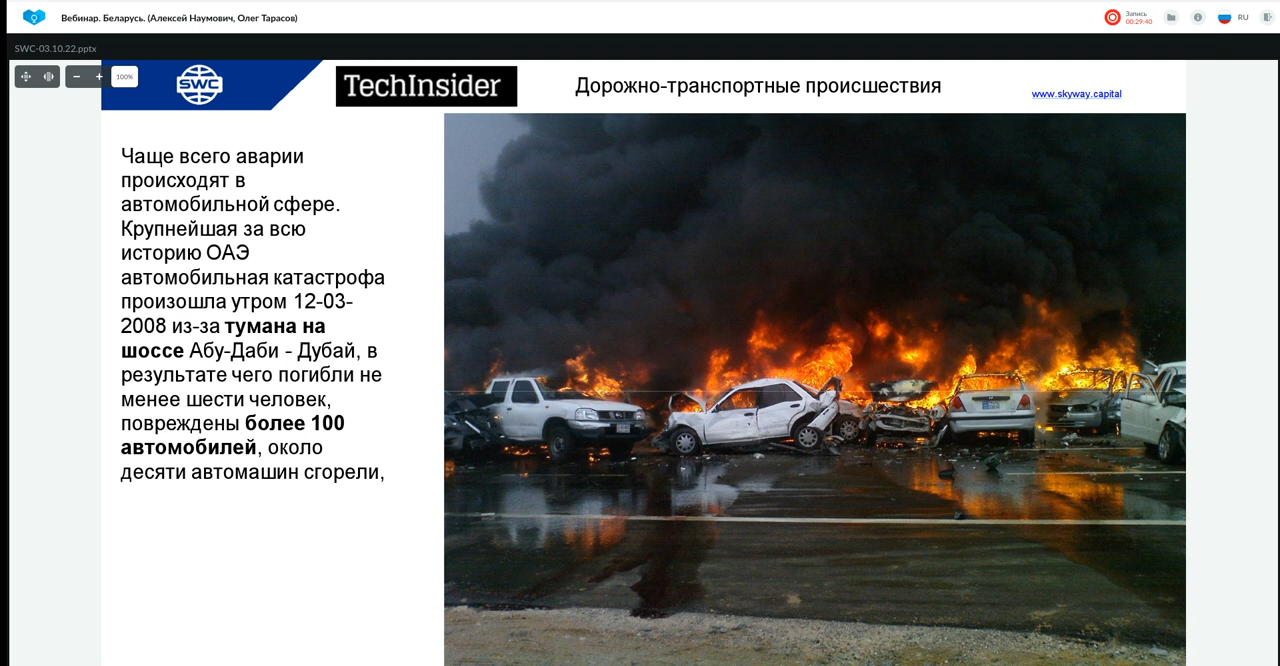 Вебинар. Беларусь. (Алексей Наумович, Олег Тарасов)
Запись
00:29:40
RU
SWC-03.10.22.pptx
100%
SWC
TechInsider
Дорожно-транспортные происшествия
www.skyway.capital
Чаще всего аварии
происходят в
автомобильной сфере.
Крупнейшая за всю
историю ОАЭ
автомобильная катастрофа
произошла утром 12-03-
2008 из-за тумана на
шоссе Абу-Даби - Дубай, в
результате чего погибли не
менее шести человек,
повреждены более 100
автомобилей, около
десяти автомашин сгорели,